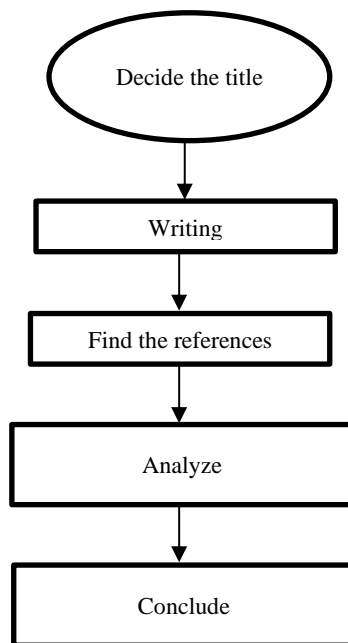 Decide the title
Writing
Find the references
Analyze
Conclude